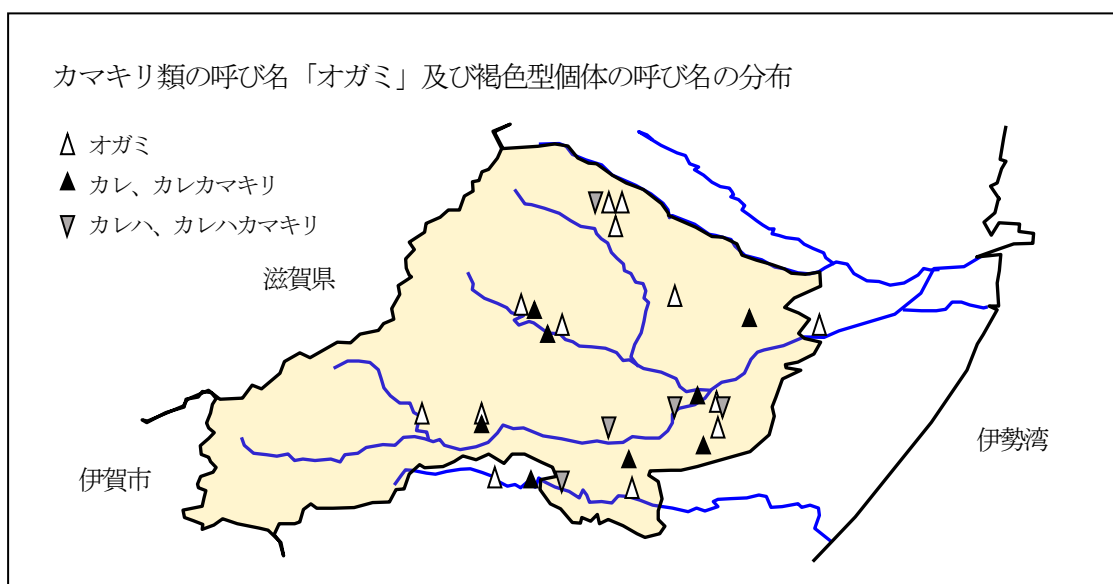 カマキリ類の呼び名「オガミ」及び褐色型個体の呼び名の分布
オガミ
カレ、カレカマキリ
カレハ、カレハカマキリ
滋賀県
伊勢湾
伊賀市